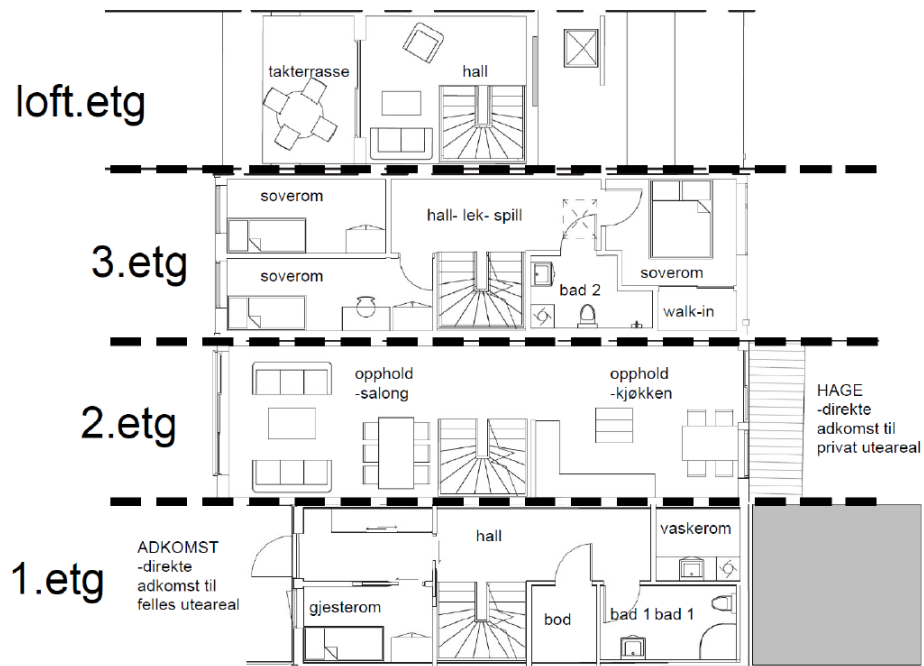 loft.etg
takterrasse
hall
3.etg
soverom
hall- lek- spill
soverom
bad 2
soverom
walk-in
2.etg
opphold
-salong
opphold
-kjøkken
HAGE
-direkte
adkomst til
privat uteareal
1.etg
ADKOMST
-direkte
adkomst til
felles uteareal
hall
vaskerom
gjesterom
bod
bad 1 bad 1